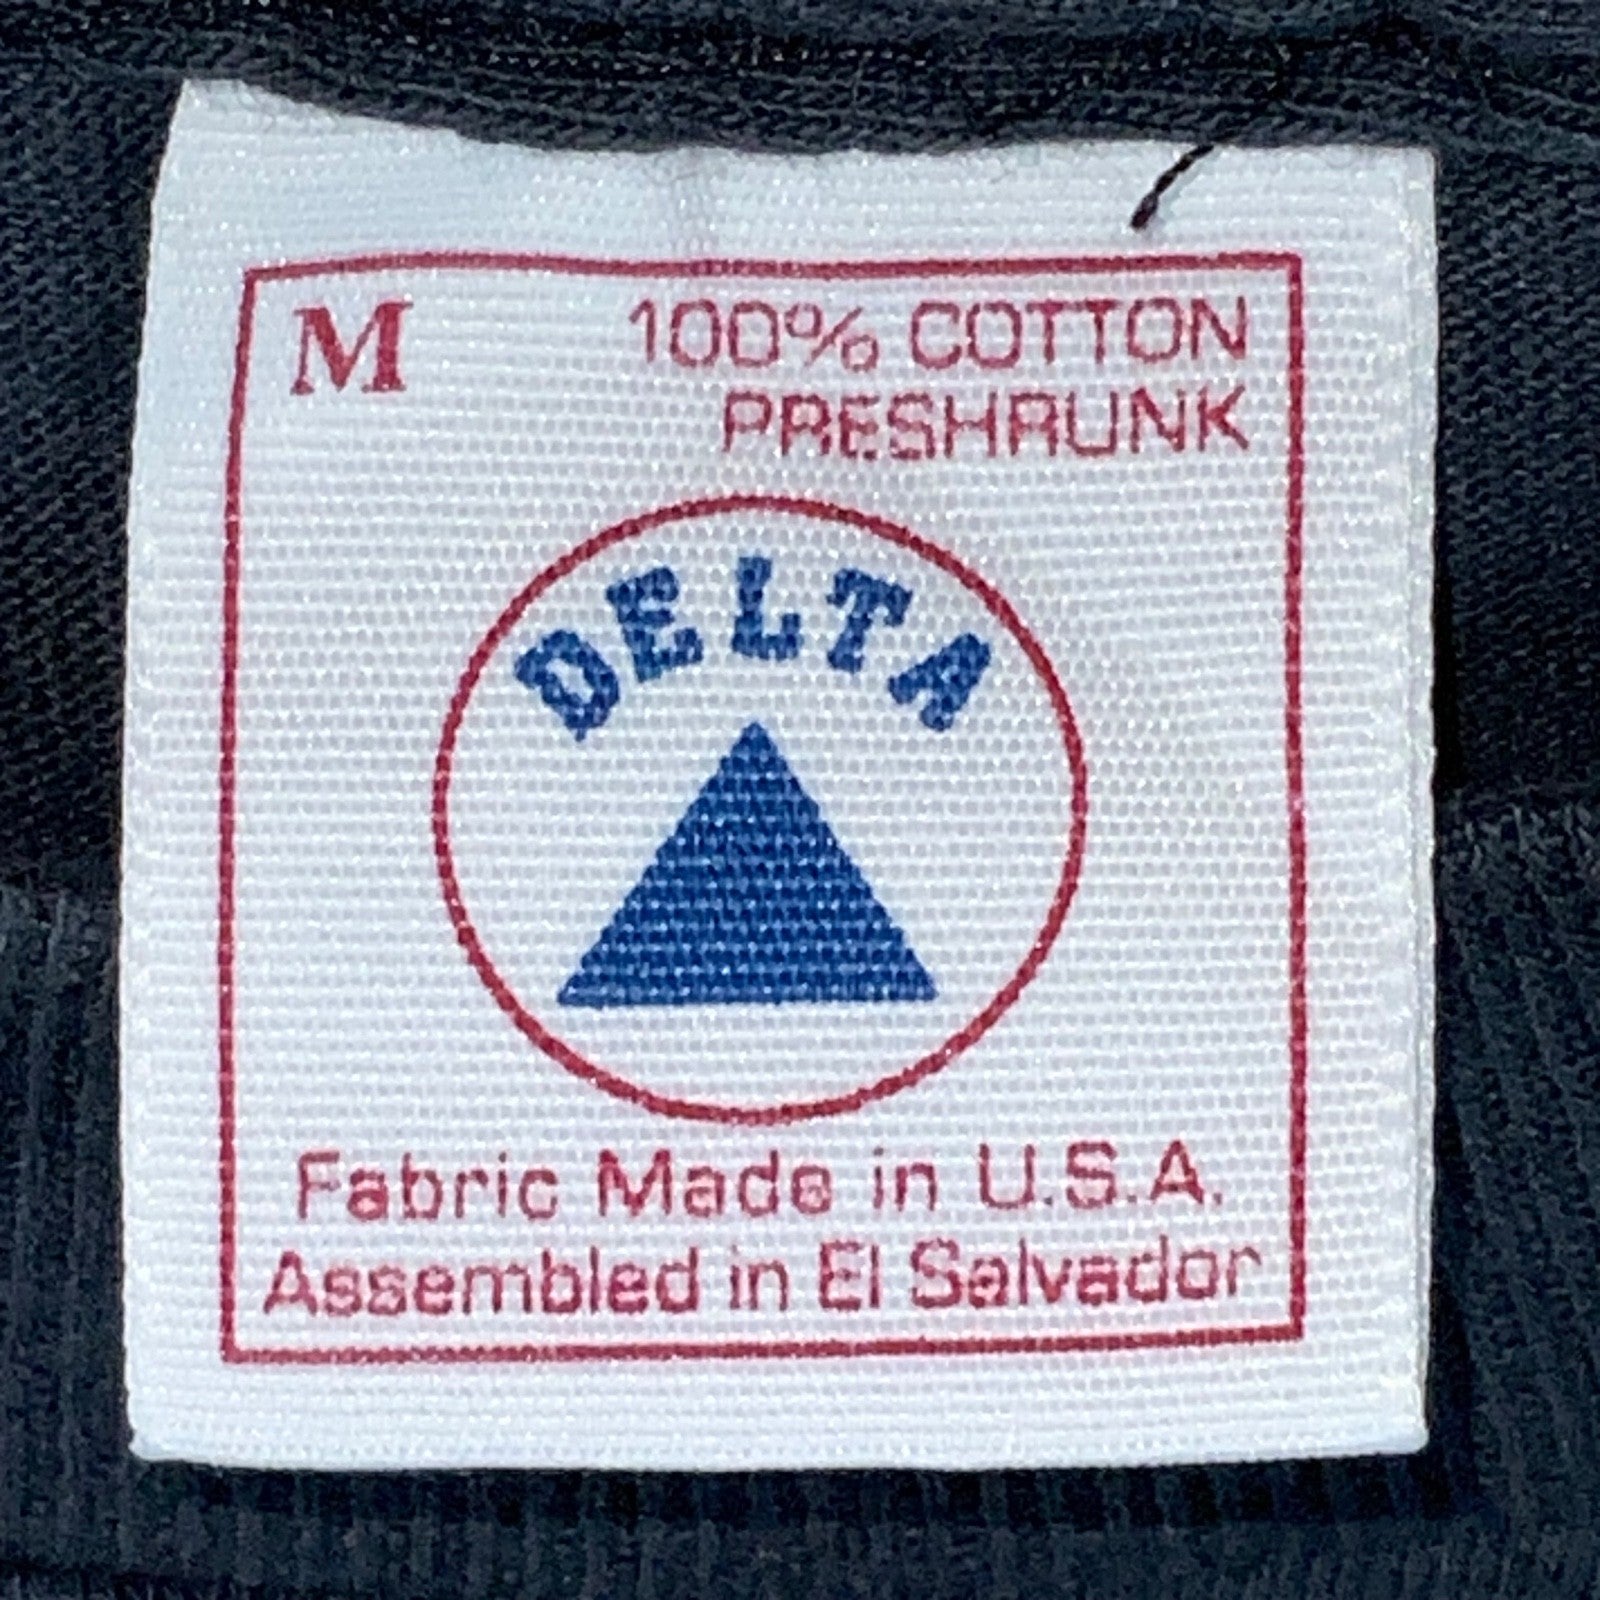 M
100% COTTON
PRESHRUNK
DELTA
Fabric Made in U.S.A.
Assembled in El Salvador